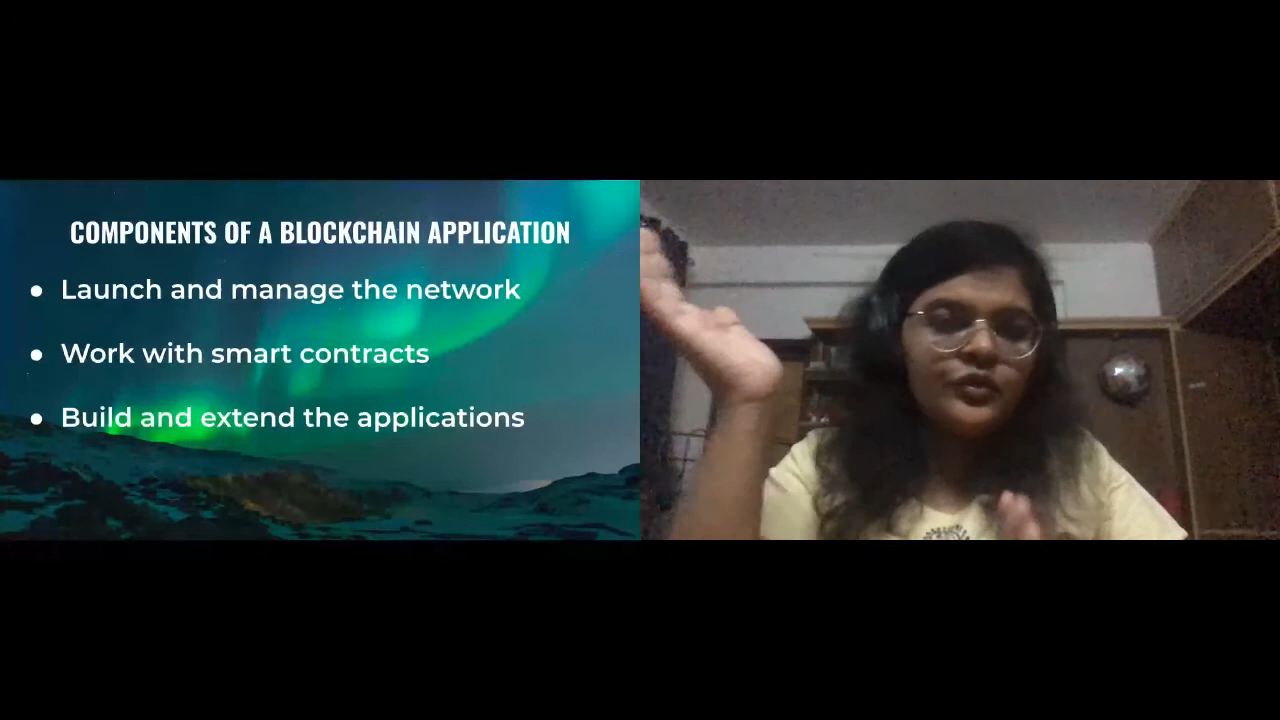 COMPONENTS OF A BLOCKCHAIN APPLICATION
● Launch and manage the network
● Work with smart contracts
● Build and extend the applications